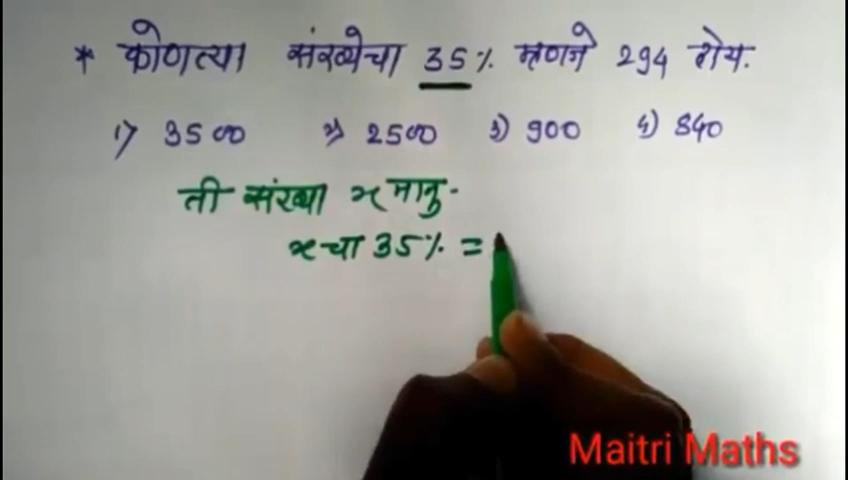 * कोणत्या संख्येचा 35% म्हणजे 294 होय.
1) 3500 2) 2500 3) 900 4) 840
ती संख्या x मानु.
x चा 35% =
Maitri Maths